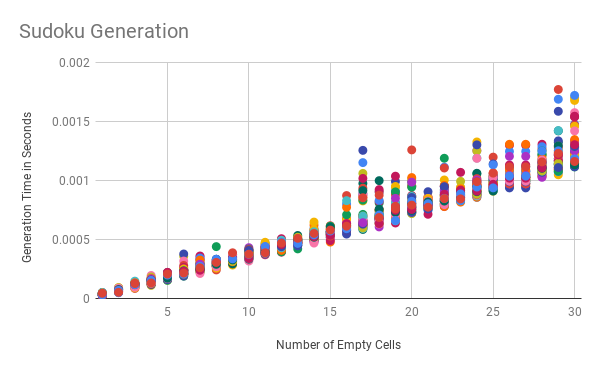 Sudoku Generation
0.002
0.0015
0.001
0.0005
0
5 10 15 20 25 30
Generation Time in Seconds
Number of Empty Cells